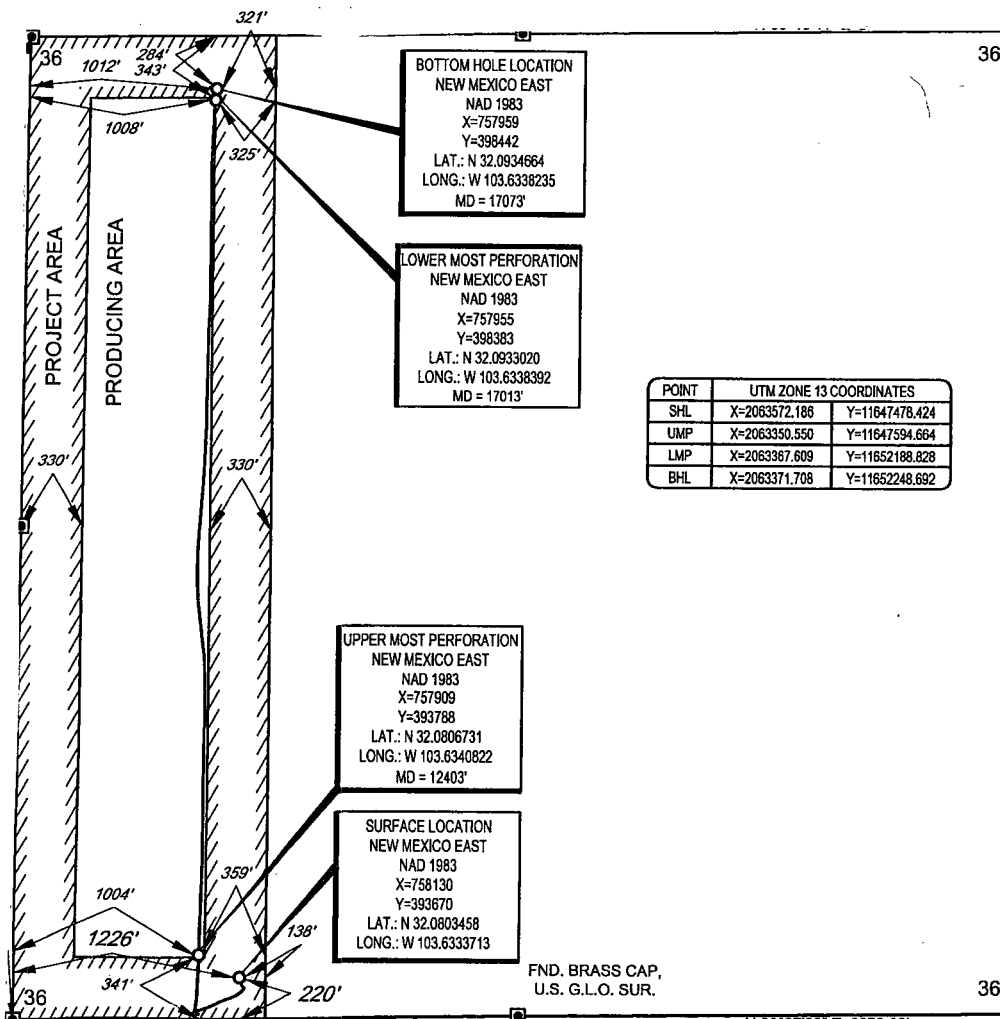 321'
36
36
284'
343'
1012'
1008'
325'
BOTTOM HOLE LOCATION
NEW MEXICO EAST
NAD 1983
X=757959
Y=398442
LAT.: N 32.0934664
LONG.: W 103.6338235
MD = 17073'
LOWER MOST PERFORATION
NEW MEXICO EAST
NAD 1983
X=757955
Y=398383
LAT.: N 32.0933020
LONG.: W 103.6338392
MD = 17013'
PROJECT AREA
PRODUCING AREA
POINT UTM ZONE 13 COORDINATES
SHL X=2063572.186 Y=11647478.424
UMP X=2063350.550 Y=11647594.664
LMP X=2063367.609 Y=11652188.828
BHL X=2063371.708 Y=11652248.692
330'
330'
UPPER MOST PERFORATION
NEW MEXICO EAST
NAD 1983
X=757909
Y=393788
LAT.: N 32.0806731
LONG.: W 103.6340822
MD = 12403'
SURFACE LOCATION
NEW MEXICO EAST
NAD 1983
X=758130
Y=393670
LAT.: N 32.0803458
LONG.: W 103.6333713
359'
1004'
1226'
138'
341'
220'
FND. BRASS CAP,
U.S. G.L.O. SUR.
36
36